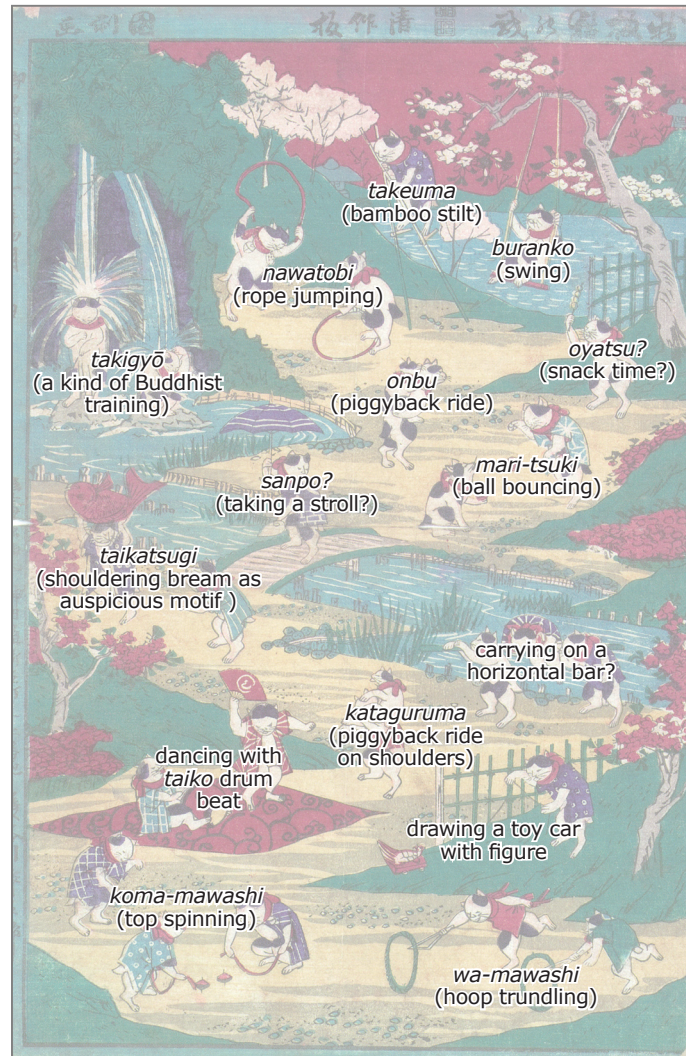 takeuma
(bamboo stilt)
buranko
(swing)
nawatobi
(rope jumping)
oyatsu?
(snack time?)
takigyō
(a kind of Buddhist
training)
onbu
(piggyback ride)
mari-tsuki
(ball bouncing)
sanpo?
(taking a stroll?)
taikatsugi
(shouldering bream as
auspicious motif )
carrying on a
horizontal bar?
kataguruma
(piggyback ride
on shoulders)
dancing with
taiko drum
beat
drawing a toy car
with figure
koma-mawashi
(top spinning)
wa-mawashi
(hoop trundling)